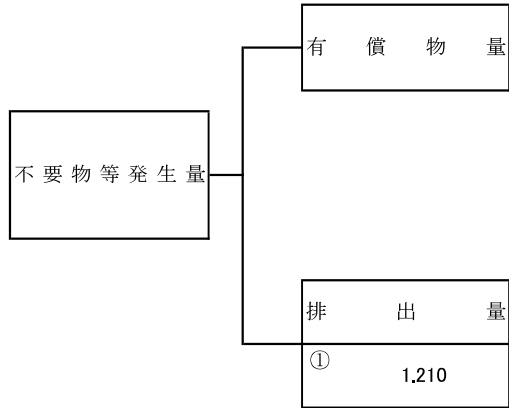 有償物量
不要物等発生量
排出量
①
1.210